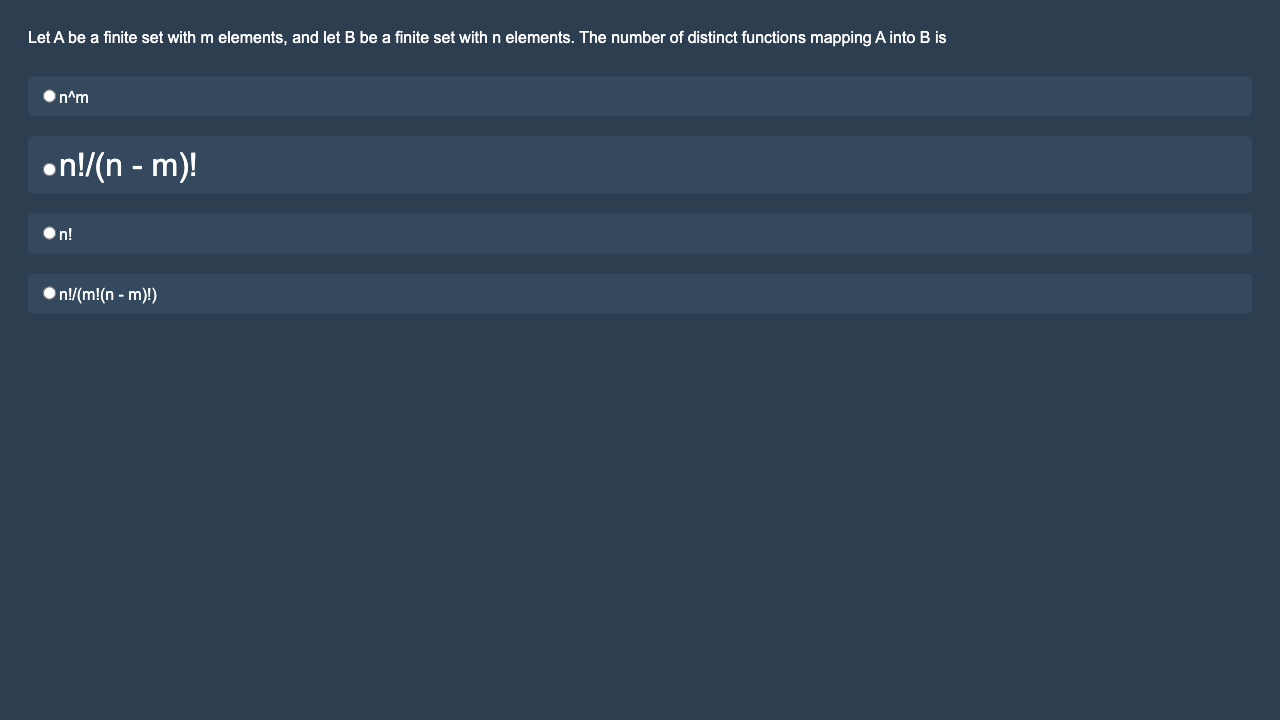 Let A be a finite set with m elements, and let B be a finite set with n elements. The number of distinct functions mapping A into B is
n^m
n!/(n - m)!
n!
n!/(m!(n - m)!)